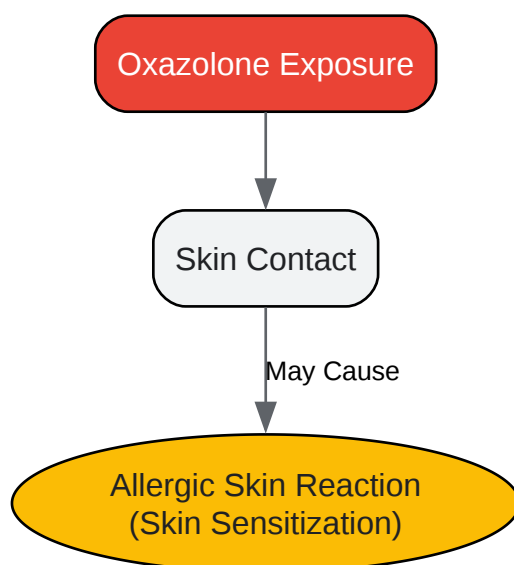 Oxazolone Exposure
Skin Contact
May Cause
Allergic Skin Reaction
(Skin Sensitization)